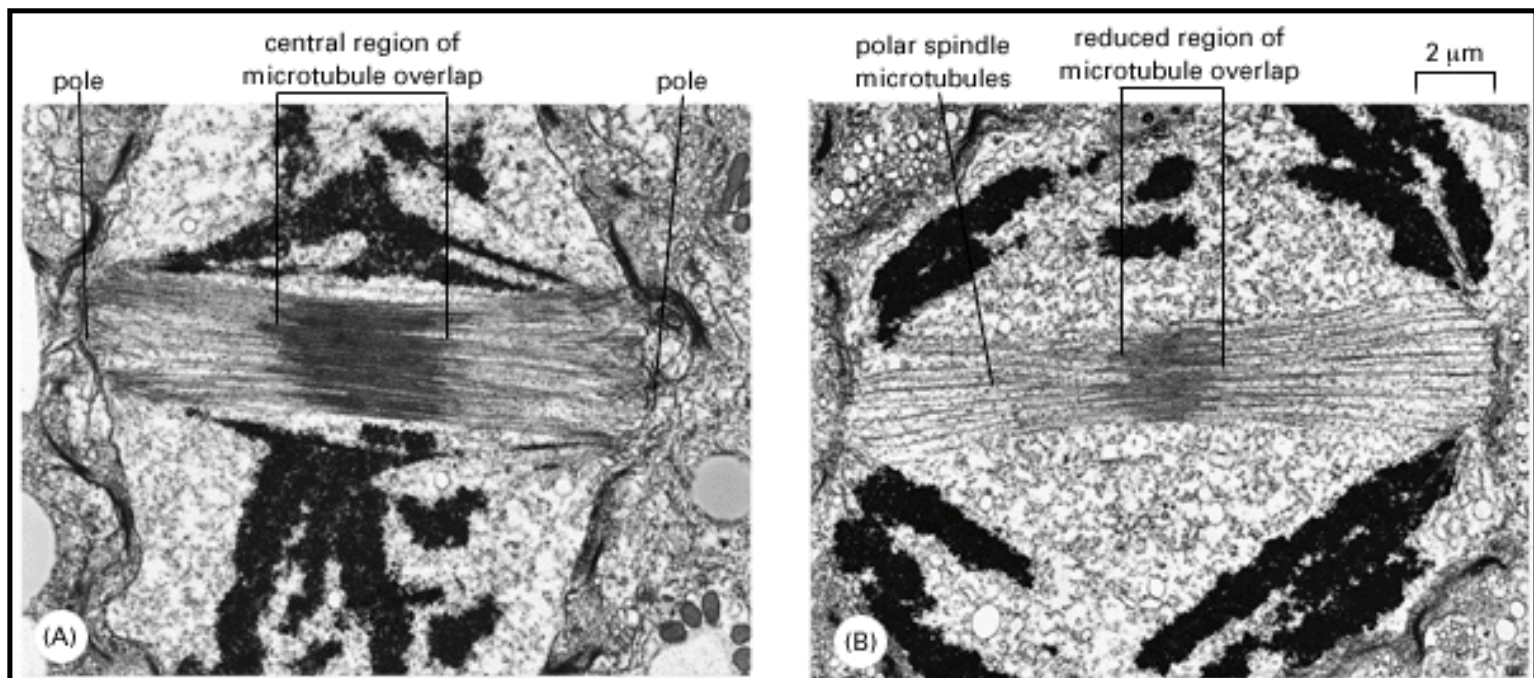 pole
central region of
microtubule overlap
pole
(A)
polar spindle
microtubules
reduced region of
microtubule overlap
2 μm
(B)